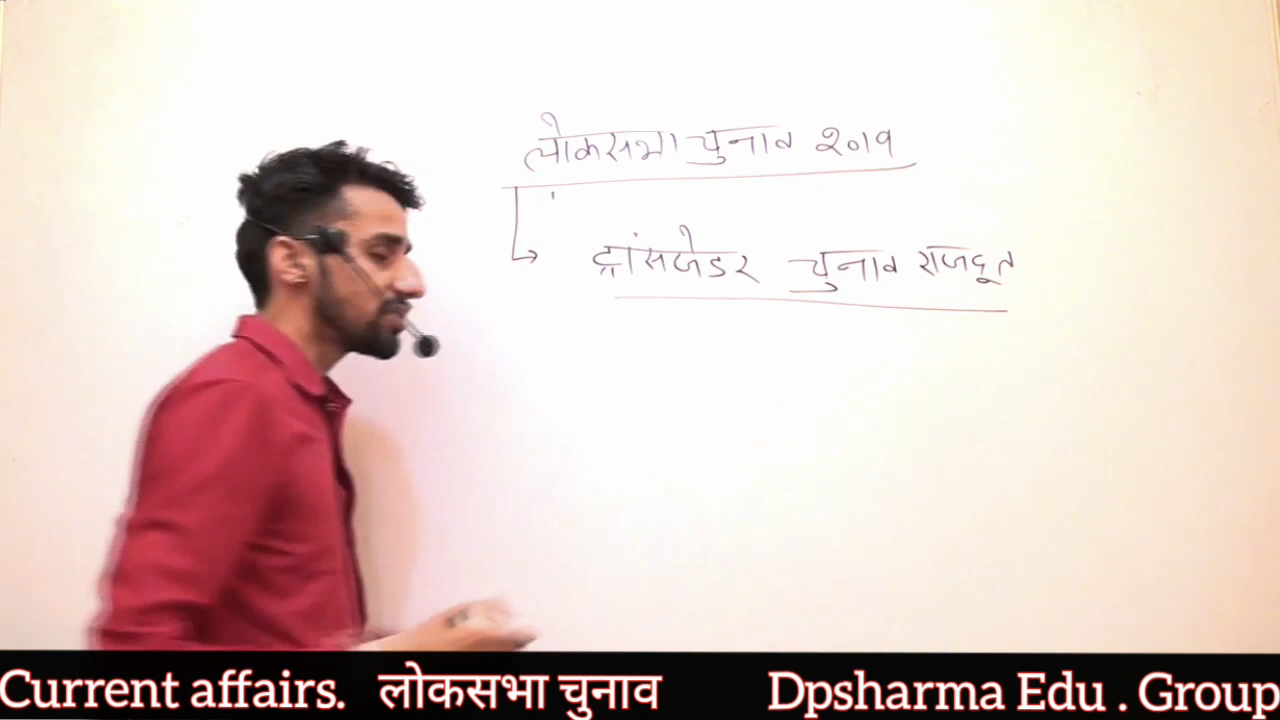 लोकसभा चुनाव २०१९
ट्रांसजेडर चुनाव राजदूत
Current affairs. लोकसभा चुनाव Dpsharma Edu . Group